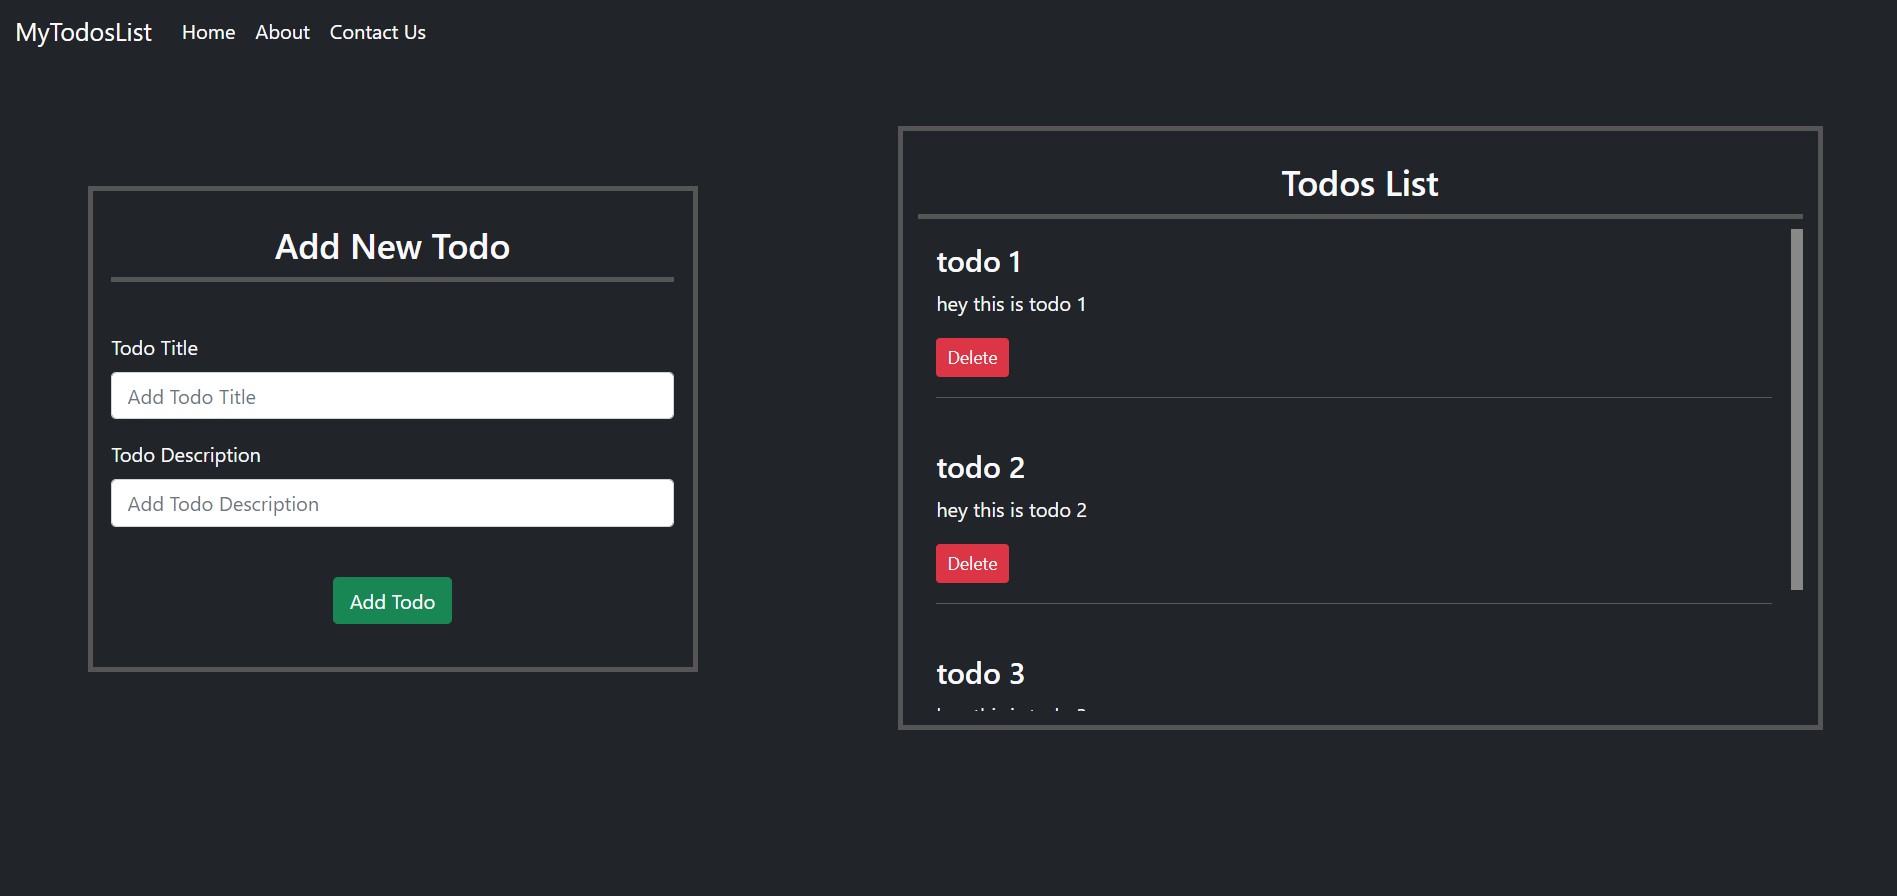 MyTodosList Home About Contact Us
Add New Todo
Todo Title
Add Todo Title
Todo Description
Add Todo Description
Add Todo
Todos List
todo 1
hey this is todo 1
Delete
todo 2
hey this is todo 2
Delete
todo 3